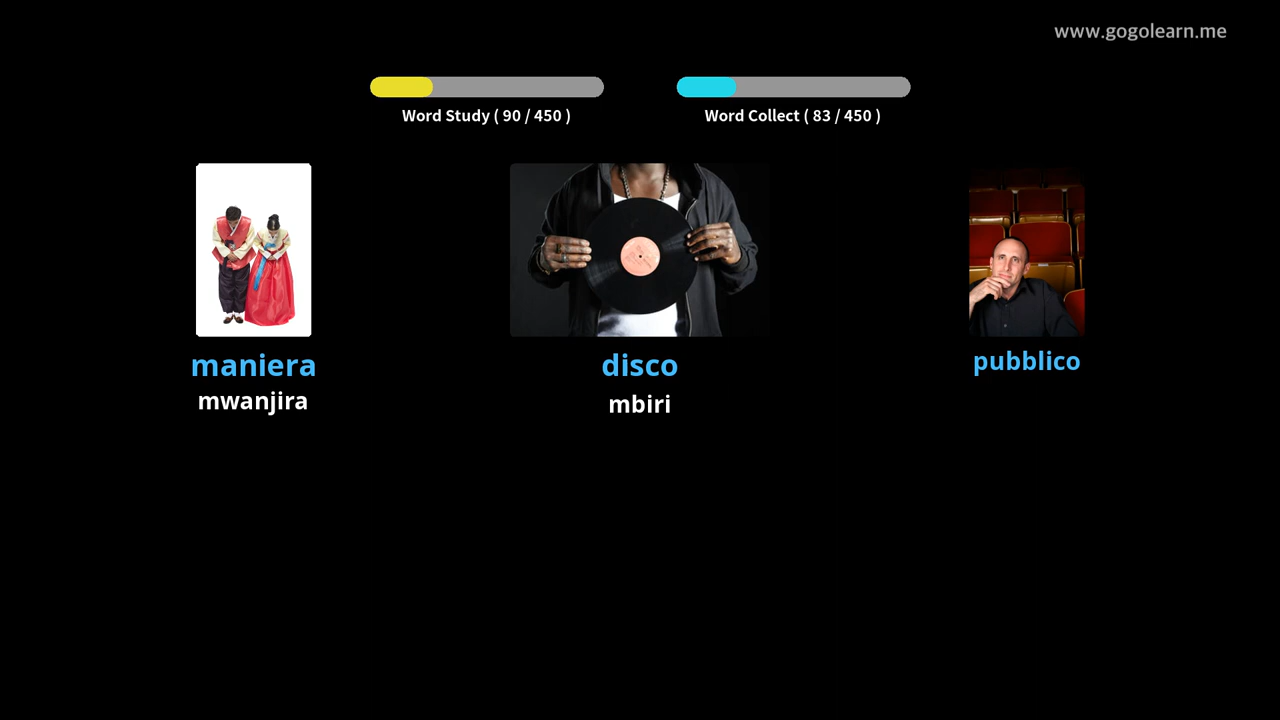 www.gogolearn.me
Word Study ( 90 / 450 )
Word Collect ( 83 / 450 )
maniera
mwanjira
disco
mbiri
pubblico